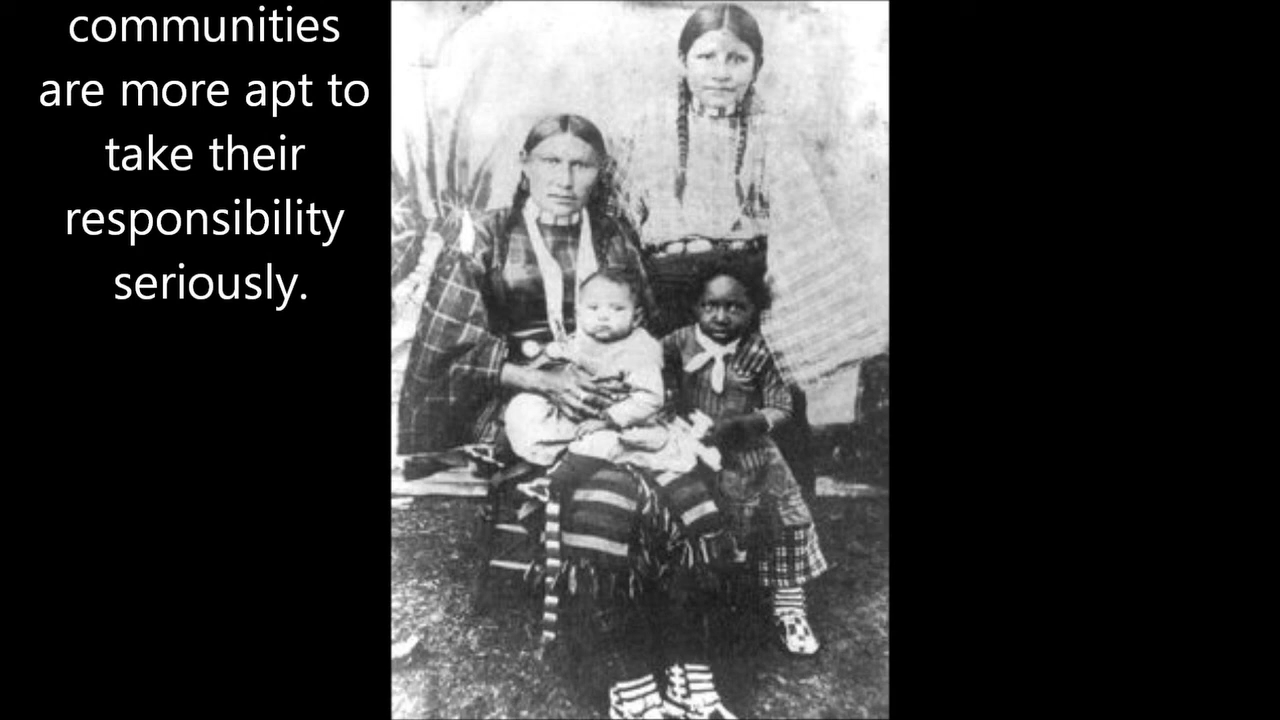 communities
are more apt to
take their
responsibility
seriously.